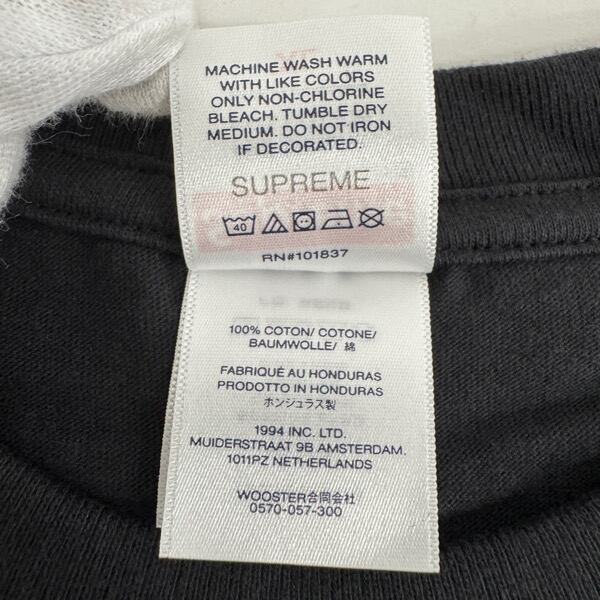 MACHINE WASH WARM
WITH LIKE COLORS
ONLY NON-CHLORINE
BLEACH. TUMBLE DRY
MEDIUM. DO NOT IRON
IF DECORATED.
SUPREME
40
RN#101837
100% COTON/ COTONE/
BAUMWOLLE/ 綿
FABRIQUÉ AU HONDURAS
PRODOTTO IN HONDURAS
ホンジュラス製
1994 INC. LTD.
MUIDERSTRAAT 9B AMSTERDAM.
1011PZ NETHERLANDS
WOOSTER合同会社
0570-057-300